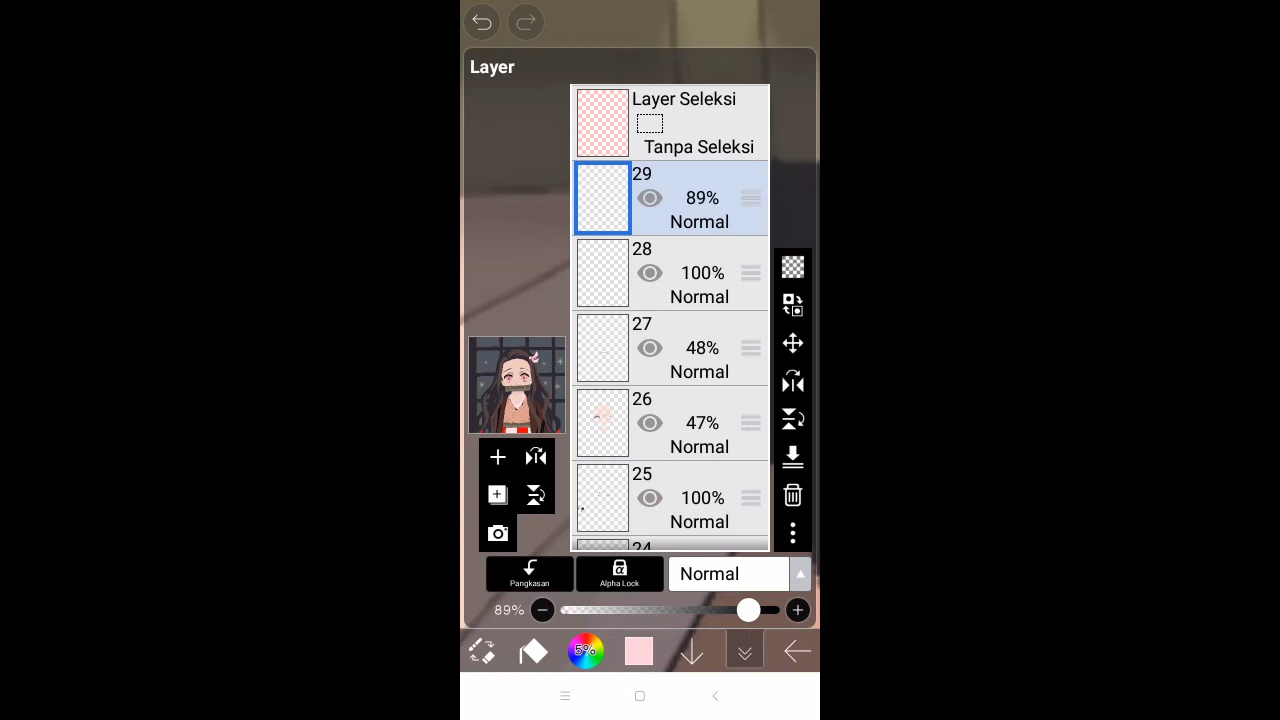 Layer
Layer Seleksi
Tanpa Seleksi
29
89%
Normal
28
100%
Normal
27
48%
Normal
26
47%
Normal
25
100%
Normal
24
Pangkasan
Alpha Lock
Normal
89%
5%